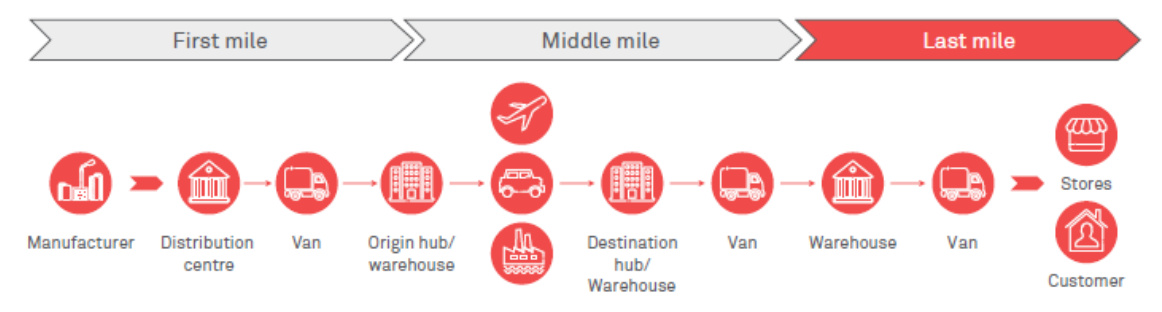 First mile
Middle mile
Last mile
Manufacturer
Distribution
centre
Van
Origin hub/
warehouse
Destination
hub/
Warehouse
Van
Warehouse
Van
Stores
Customer